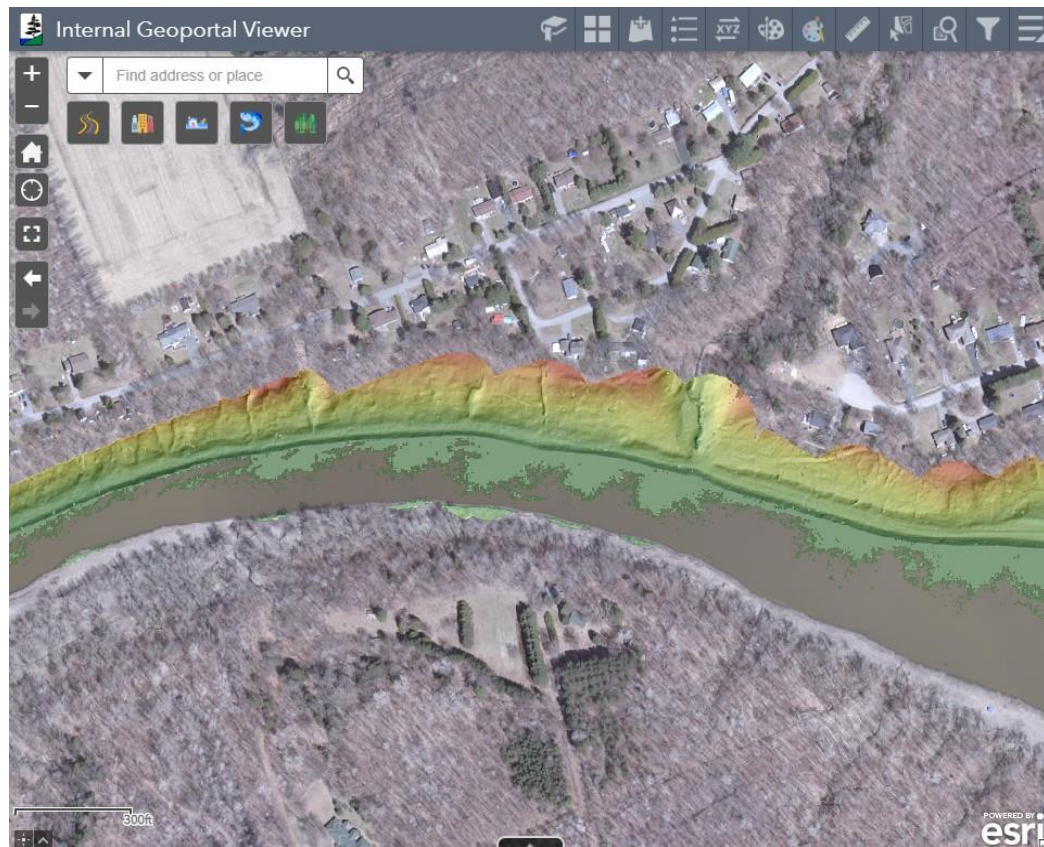 Internal Geoportal Viewer
XYZ
Find address or place
300ft
POWERED BY
esri